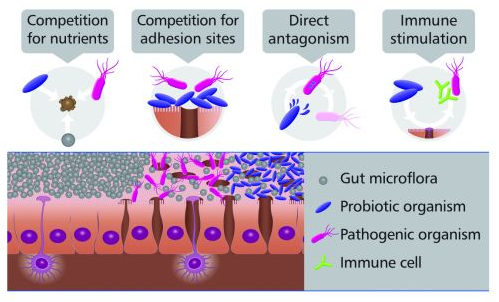 Competition
for nutrients
Competition for
adhesion sites
Direct
antagonism
Immune
stimulation
Gut microflora
Probiotic organism
Pathogenic organism
Immune cell